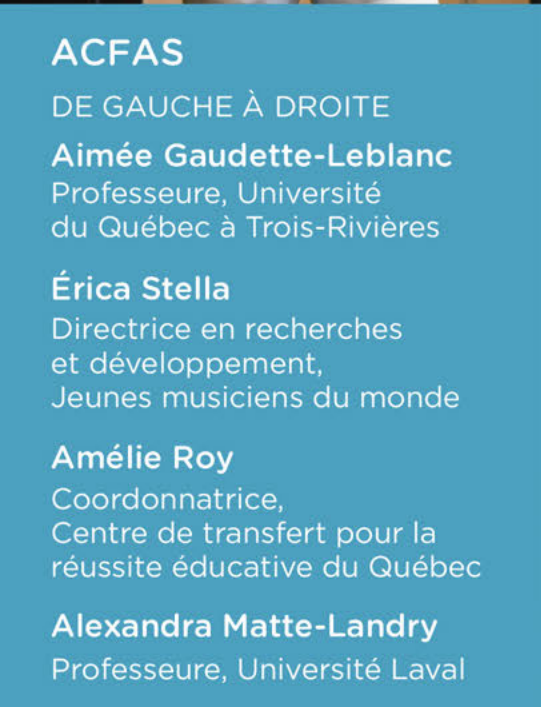 ACFAS
DE GAUCHE À DROITE
Aimée Gaudette-Leblanc
Professeure, Université
du Québec à Trois-Rivières
Érica Stella
Directrice en recherches
et développement,
Jeunes musiciens du monde
Amélie Roy
Coordonnatrice,
Centre de transfert pour la
réussite éducative du Québec
Alexandra Matte-Landry
Professeure, Université Laval